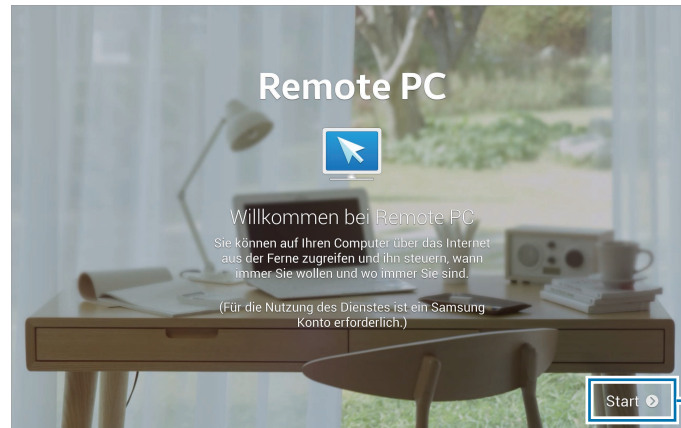 Remote PC
Willkommen bei Remote PC
Sie können auf Ihren Computer über das Internet
aus der Ferne zugreifen und ihn steuern, wann
immer Sie wollen und wo immer Sie sind.
(Für die Nutzung des Dienstes ist ein Samsung
Konto erforderlich.)
Start